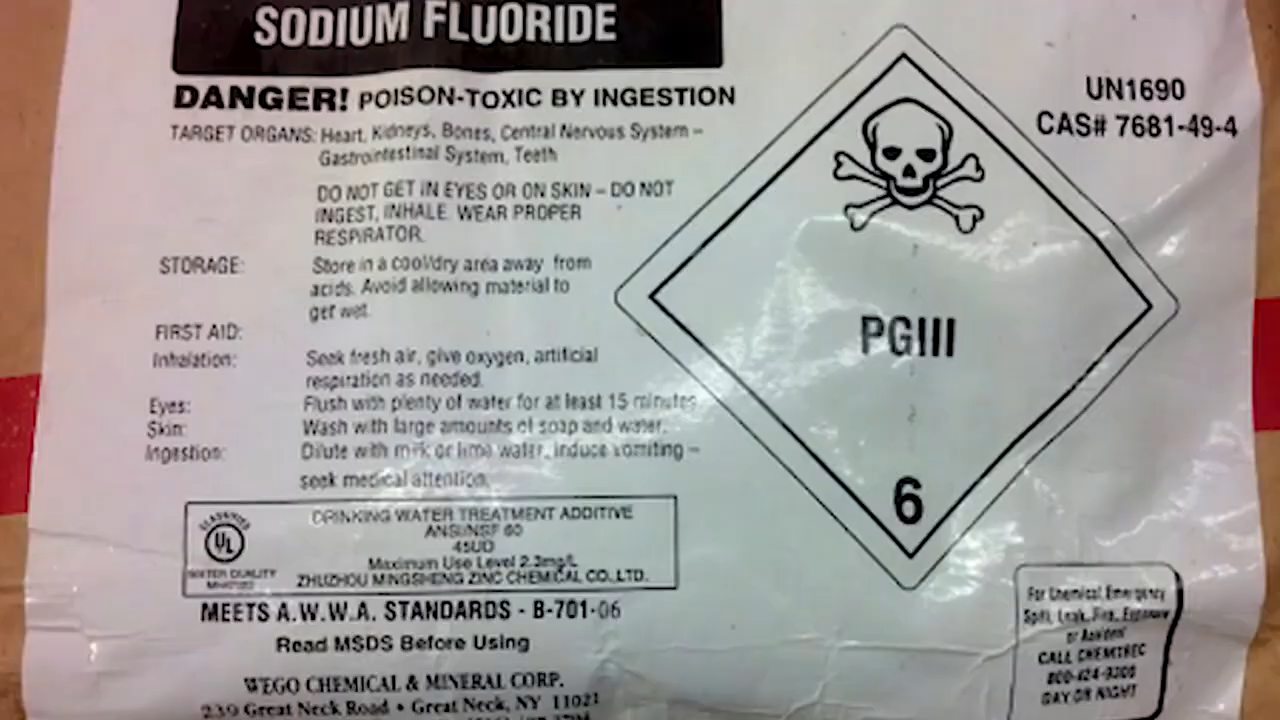 SODIUM FLUORIDE
DANGER! POISON-TOXIC BY INGESTION
TARGET ORGANS: Heart, Kidneys, Bones, Central Nervous System –
Gastrointestinal System, Teeth
DO NOT GET IN EYES OR ON SKIN – DO NOT
INGEST, INHALE. WEAR PROPER
RESPIRATOR.
STORAGE: Store in a cool/dry area away from
acids. Avoid allowing material to
get wet.
FIRST AID:
Inhalation: Seek fresh air, give oxygen, artificial
respiration as needed.
Eyes: Flush with plenty of water for at least 15 minutes.
Skin: Wash with large amounts of soap and water.
Ingestion: Dilute with milk or lime water, induce vomiting –
seek medical attention.
CLASSIFIED
UL
WATER QUALITY
DRINKING WATER TREATMENT ADDITIVE
ANSI/NSF 60
45UD
Maximum Use Level 2.3mg/L
ZHUZHOU MINGSHENG ZINC CHEMICAL CO., LTD.
MEETS A.W.W.A. STANDARDS - B-701-06
Read MSDS Before Using
WEGO CHEMICAL & MINERAL CORP.
239 Great Neck Road • Great Neck, NY 11021
UN1690
CAS# 7681-49-4
PGIII
6
For Chemical Emergency
Spill, Leak, Fire, Exposure
or Accident
CALL CHEMTREC
800-424-9300
DAY OR NIGHT